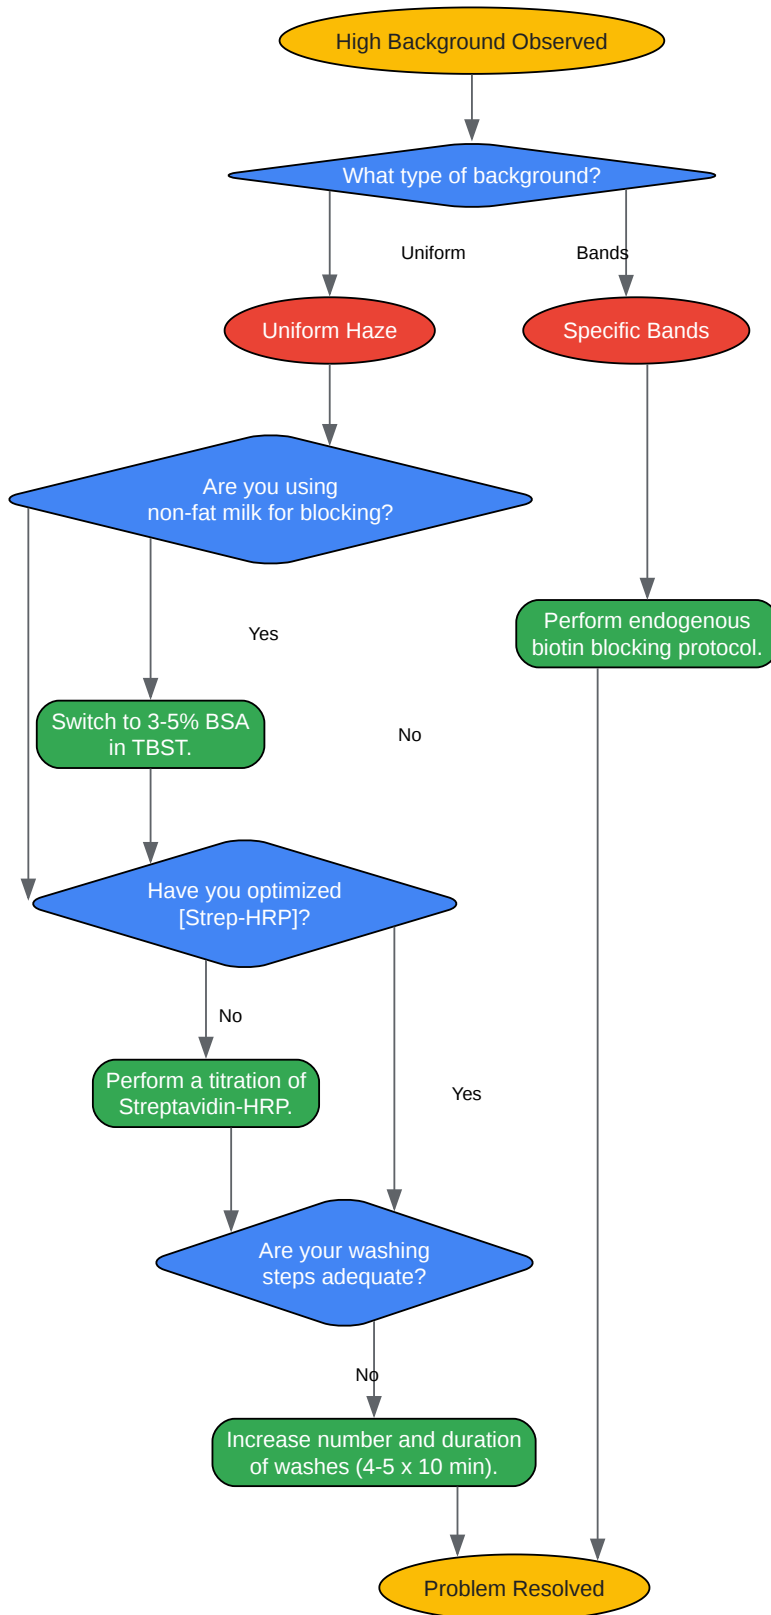 High Background Observed
What type of background?
Uniform
Bands
Uniform Haze
Specific Bands
Are you using
non-fat milk for blocking?
Yes
Perform endogenous
biotin blocking protocol.
Switch to 3-5% BSA
in TBST.
No
Have you optimized
[Strep-HRP]?
No
Perform a titration of
Streptavidin-HRP.
Yes
Are your washing
steps adequate?
No
Increase number and duration
of washes (4-5 x 10 min).
Problem Resolved